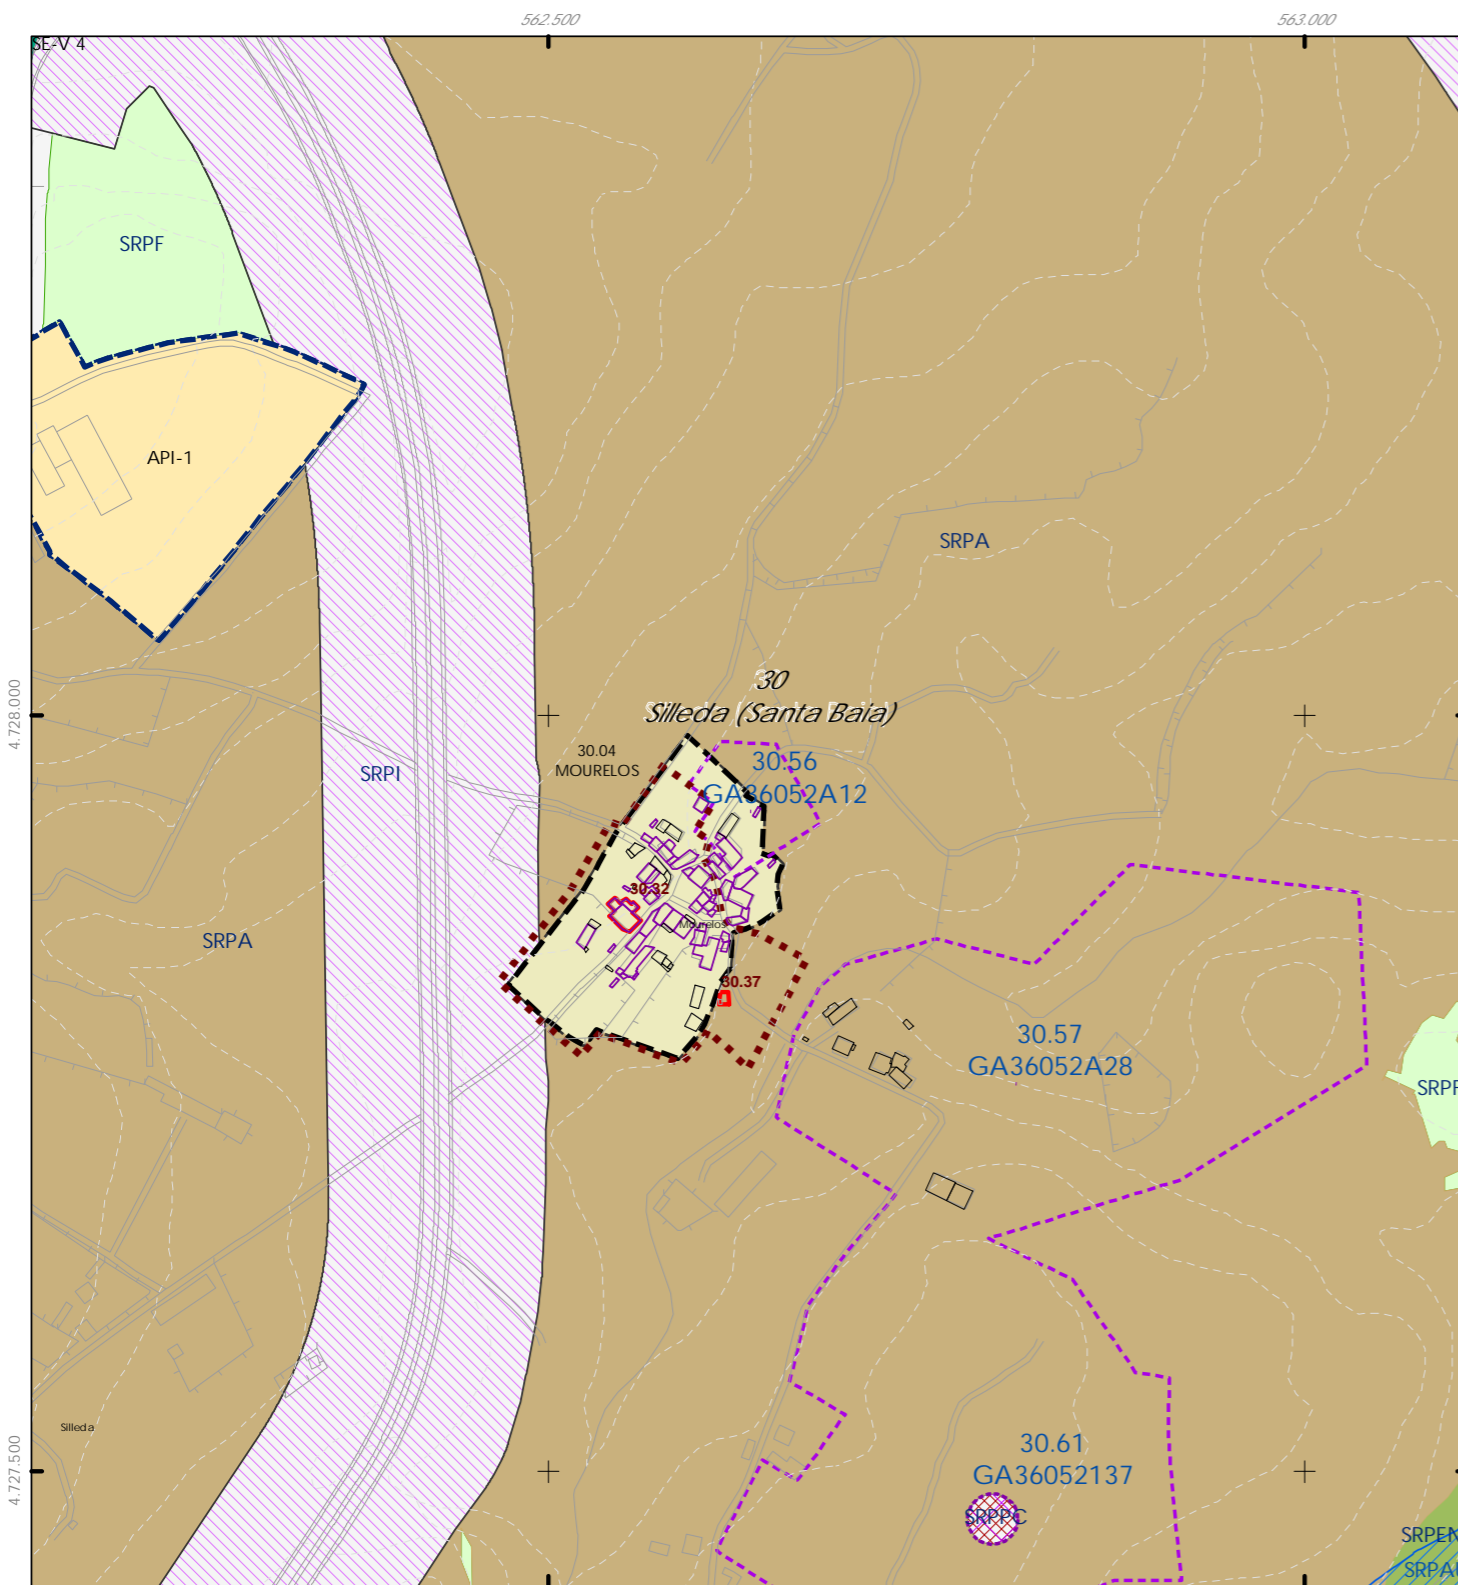 562.500
563.000
SE-V 4
SRPF
API-1
SRPA
30
Silleda (Santa Baia)
4.728.000
30.04
MOURELOS
30.56
GA36052A12
SRPI
30.32
Mourelos
SRPA
30.37
30.57
GA36052A28
SRPF
Silleda
30.61
GA36052137
4.727.500
SRPPC
SRPEN
SRPAU